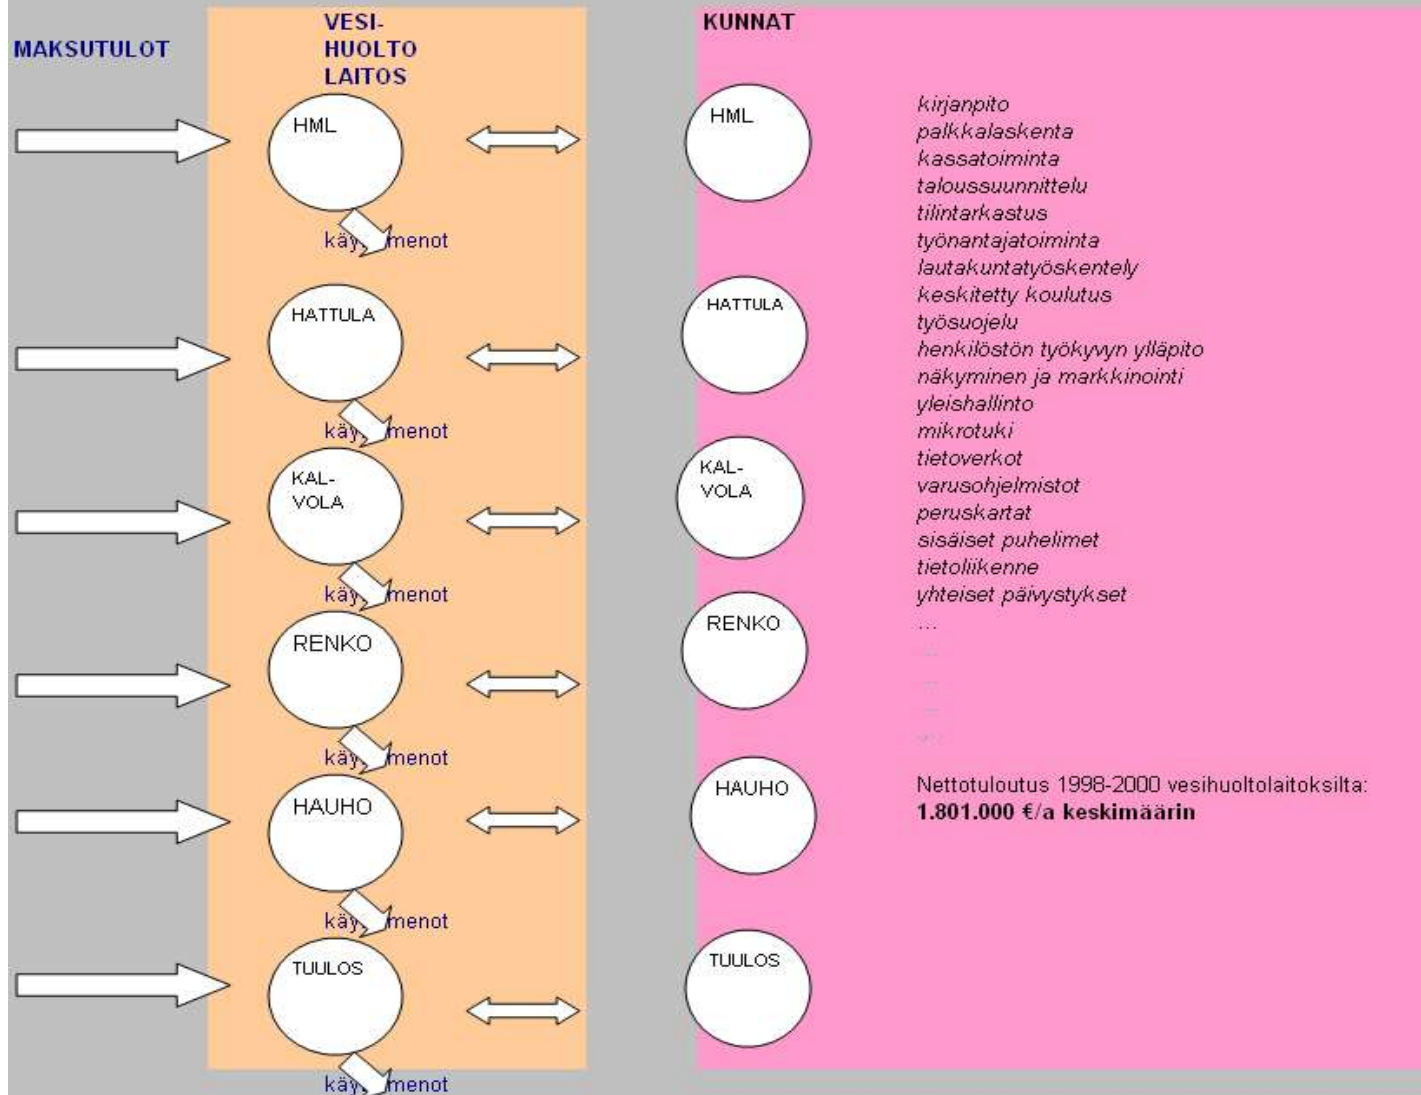 MAKSUTULOT
VESI-
HUOLTO
LAITOS
KUNNAT
HML
käy menot
HATTULA
käy menot
KAL-
VOLA
käy menot
RENKO
käy menot
HAUHO
käy menot
TUULOS
käy menot
HML
HATTULA
KAL-
VOLA
RENKO
HAUHO
TUULOS
kirjanpito
palkkalaskenta
kassatoiminta
taloussuunnittelu
tilintarkastus
työnantajatoiminta
lautakuntatyöskentely
keskitetty koulutus
työsuojelu
henkilöstön työkyvyn ylläpito
näkyminen ja markkinointi
yleishallinto
mikrotuki
tietoverkot
varusohjelmistot
peruskartat
sisäiset puhelimet
tietoliikenne
yhteiset päivystykset
...
...
...
...
...
Nettotuloutus 1998-2000 vesihuoltolaitoksilta:
1.801.000 €/a keskimäärin